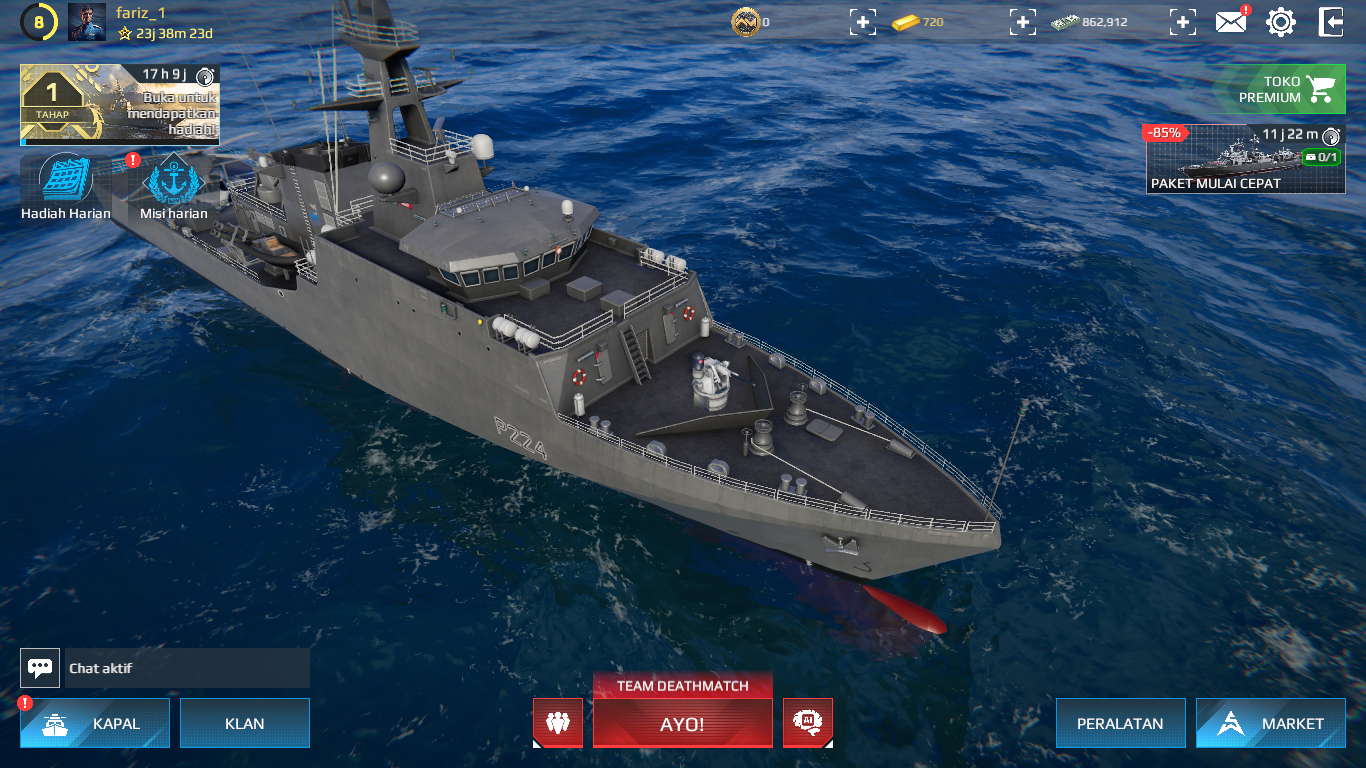 8
fariz_1
23j 38m 23d
0
720
862,912
17 h 9 j
1
TAHAP
Buka untuk
mendapatkan
hadiah!
Hadiah Harian
Misi harian
TOKO
PREMIUM
-85%
11 j 22 m
0/1
PAKET MULAI CEPAT
P224
Chat aktif
KAPAL
KLAN
TEAM DEATHMATCH
AYO!
AI
PERALATAN
MARKET